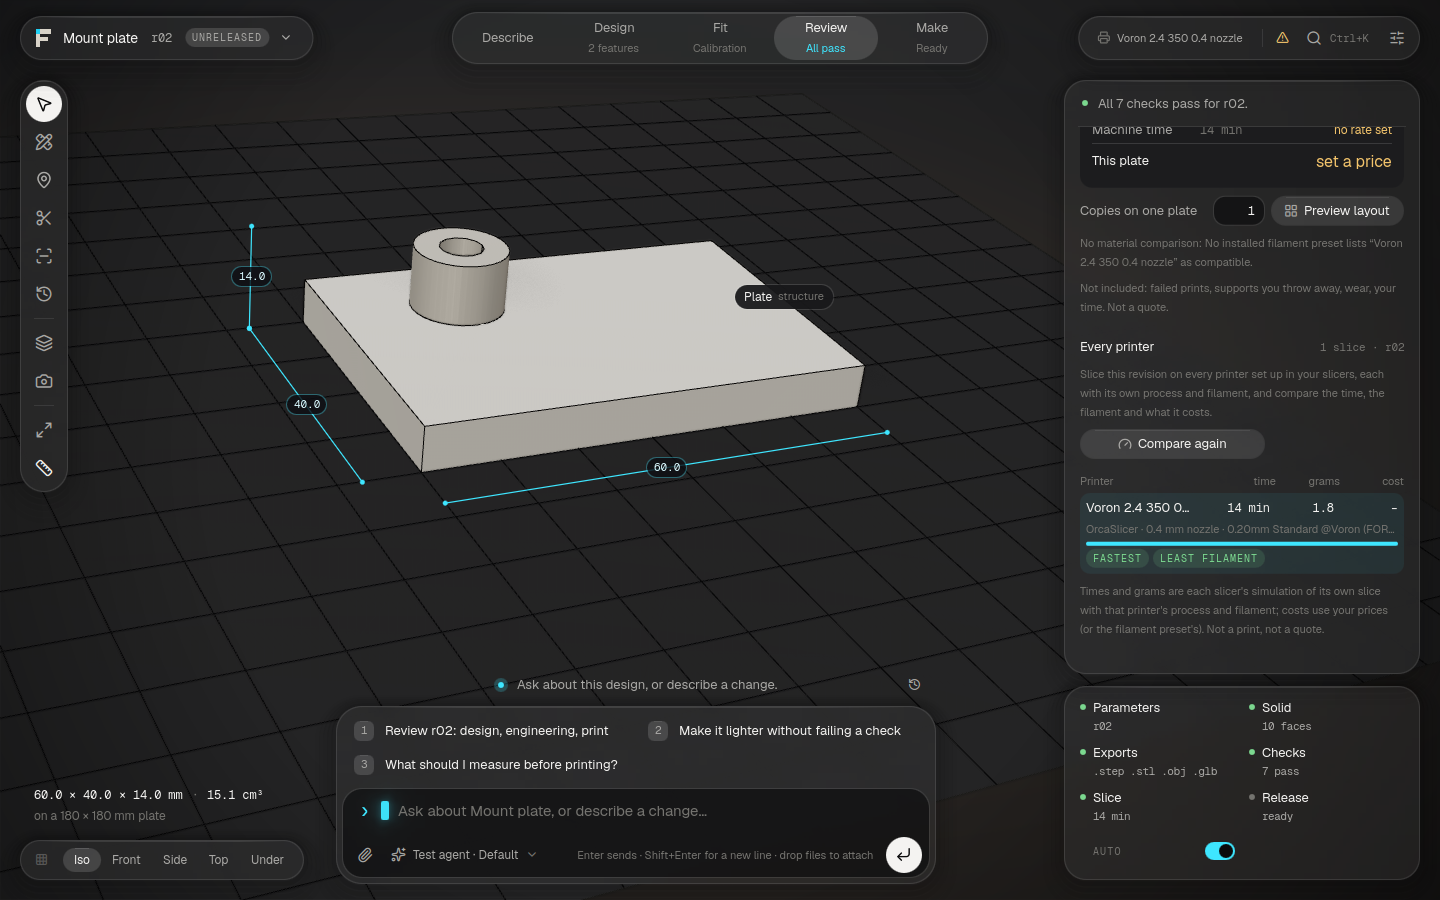 Mount plate r02 UNRELEASED
Describe
Design
2 features
Fit
Calibration
Review
All pass
Make
Ready
Voron 2.4 350 0.4 nozzle
Ctrl+K
14.0
40.0
60.0
Plate structure
All 7 checks pass for r02.
Machine time 14 min no rate set
This plate set a price
Copies on one plate 1 Preview layout
No material comparison: No installed filament preset lists “Voron
2.4 350 0.4 nozzle” as compatible.
Not included: failed prints, supports you throw away, wear, your
time. Not a quote.
Every printer 1 slice · r02
Slice this revision on every printer set up in your slicers, each
with its own process and filament, and compare the time, the
filament and what it costs.
Compare again
Printer time grams cost
Voron 2.4 350 0... 14 min 1.8 –
OrcaSlicer · 0.4 mm nozzle · 0.20mm Standard @Voron (FOR...
FASTEST LEAST FILAMENT
Times and grams are each slicer's simulation of its own slice
with that printer's process and filament; costs use your prices
(or the filament preset's). Not a print, not a quote.
Ask about this design, or describe a change.
1 Review r02: design, engineering, print
2 Make it lighter without failing a check
3 What should I measure before printing?
Ask about Mount plate, or describe a change...
Test agent · Default
Enter sends · Shift+Enter for a new line · drop files to attach
60.0 × 40.0 × 14.0 mm · 15.1 cm³
on a 180 × 180 mm plate
Iso Front Side Top Under
Parameters
r02
Solid
10 faces
Exports
.step .stl .obj .glb
Checks
7 pass
Slice
14 min
Release
ready
AUTO